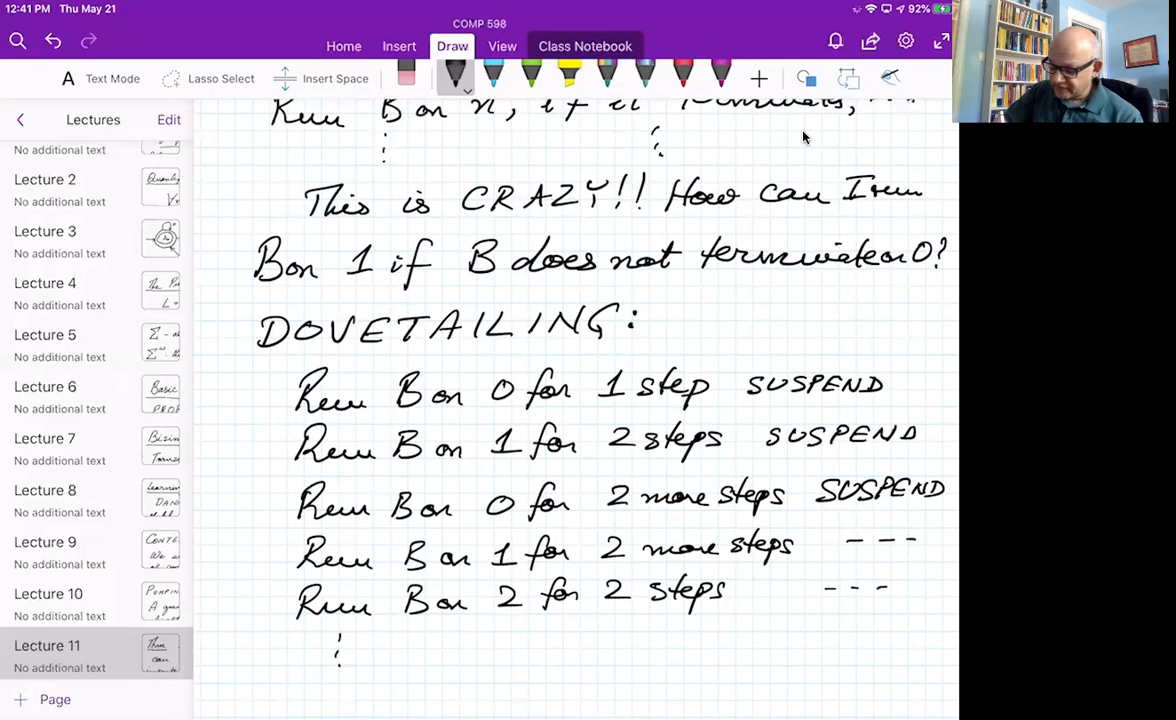 12:41 PM Thu May 21
92%
COMP 598
Home Insert Draw View Class Notebook
A Text Mode Lasso Select Insert Space
Lectures Edit
No additional text
Lecture 2
No additional text
Lecture 3
No additional text
Lecture 4
No additional text
Lecture 5
No additional text
Lecture 6
No additional text
Lecture 7
No additional text
Lecture 8
No additional text
Lecture 9
No additional text
Lecture 10
No additional text
Lecture 11
No additional text
+ Page
Run B on n, if it terminates, ...
This is CRAZY!! How can I run
B on 1 if B does not terminate on 0?
DOVETAILING:
Run B on 0 for 1 step SUSPEND
Run B on 1 for 2 steps SUSPEND
Run B on 0 for 2 more steps SUSPEND
Run B on 1 for 2 more steps ---
Run B on 2 for 2 steps ---